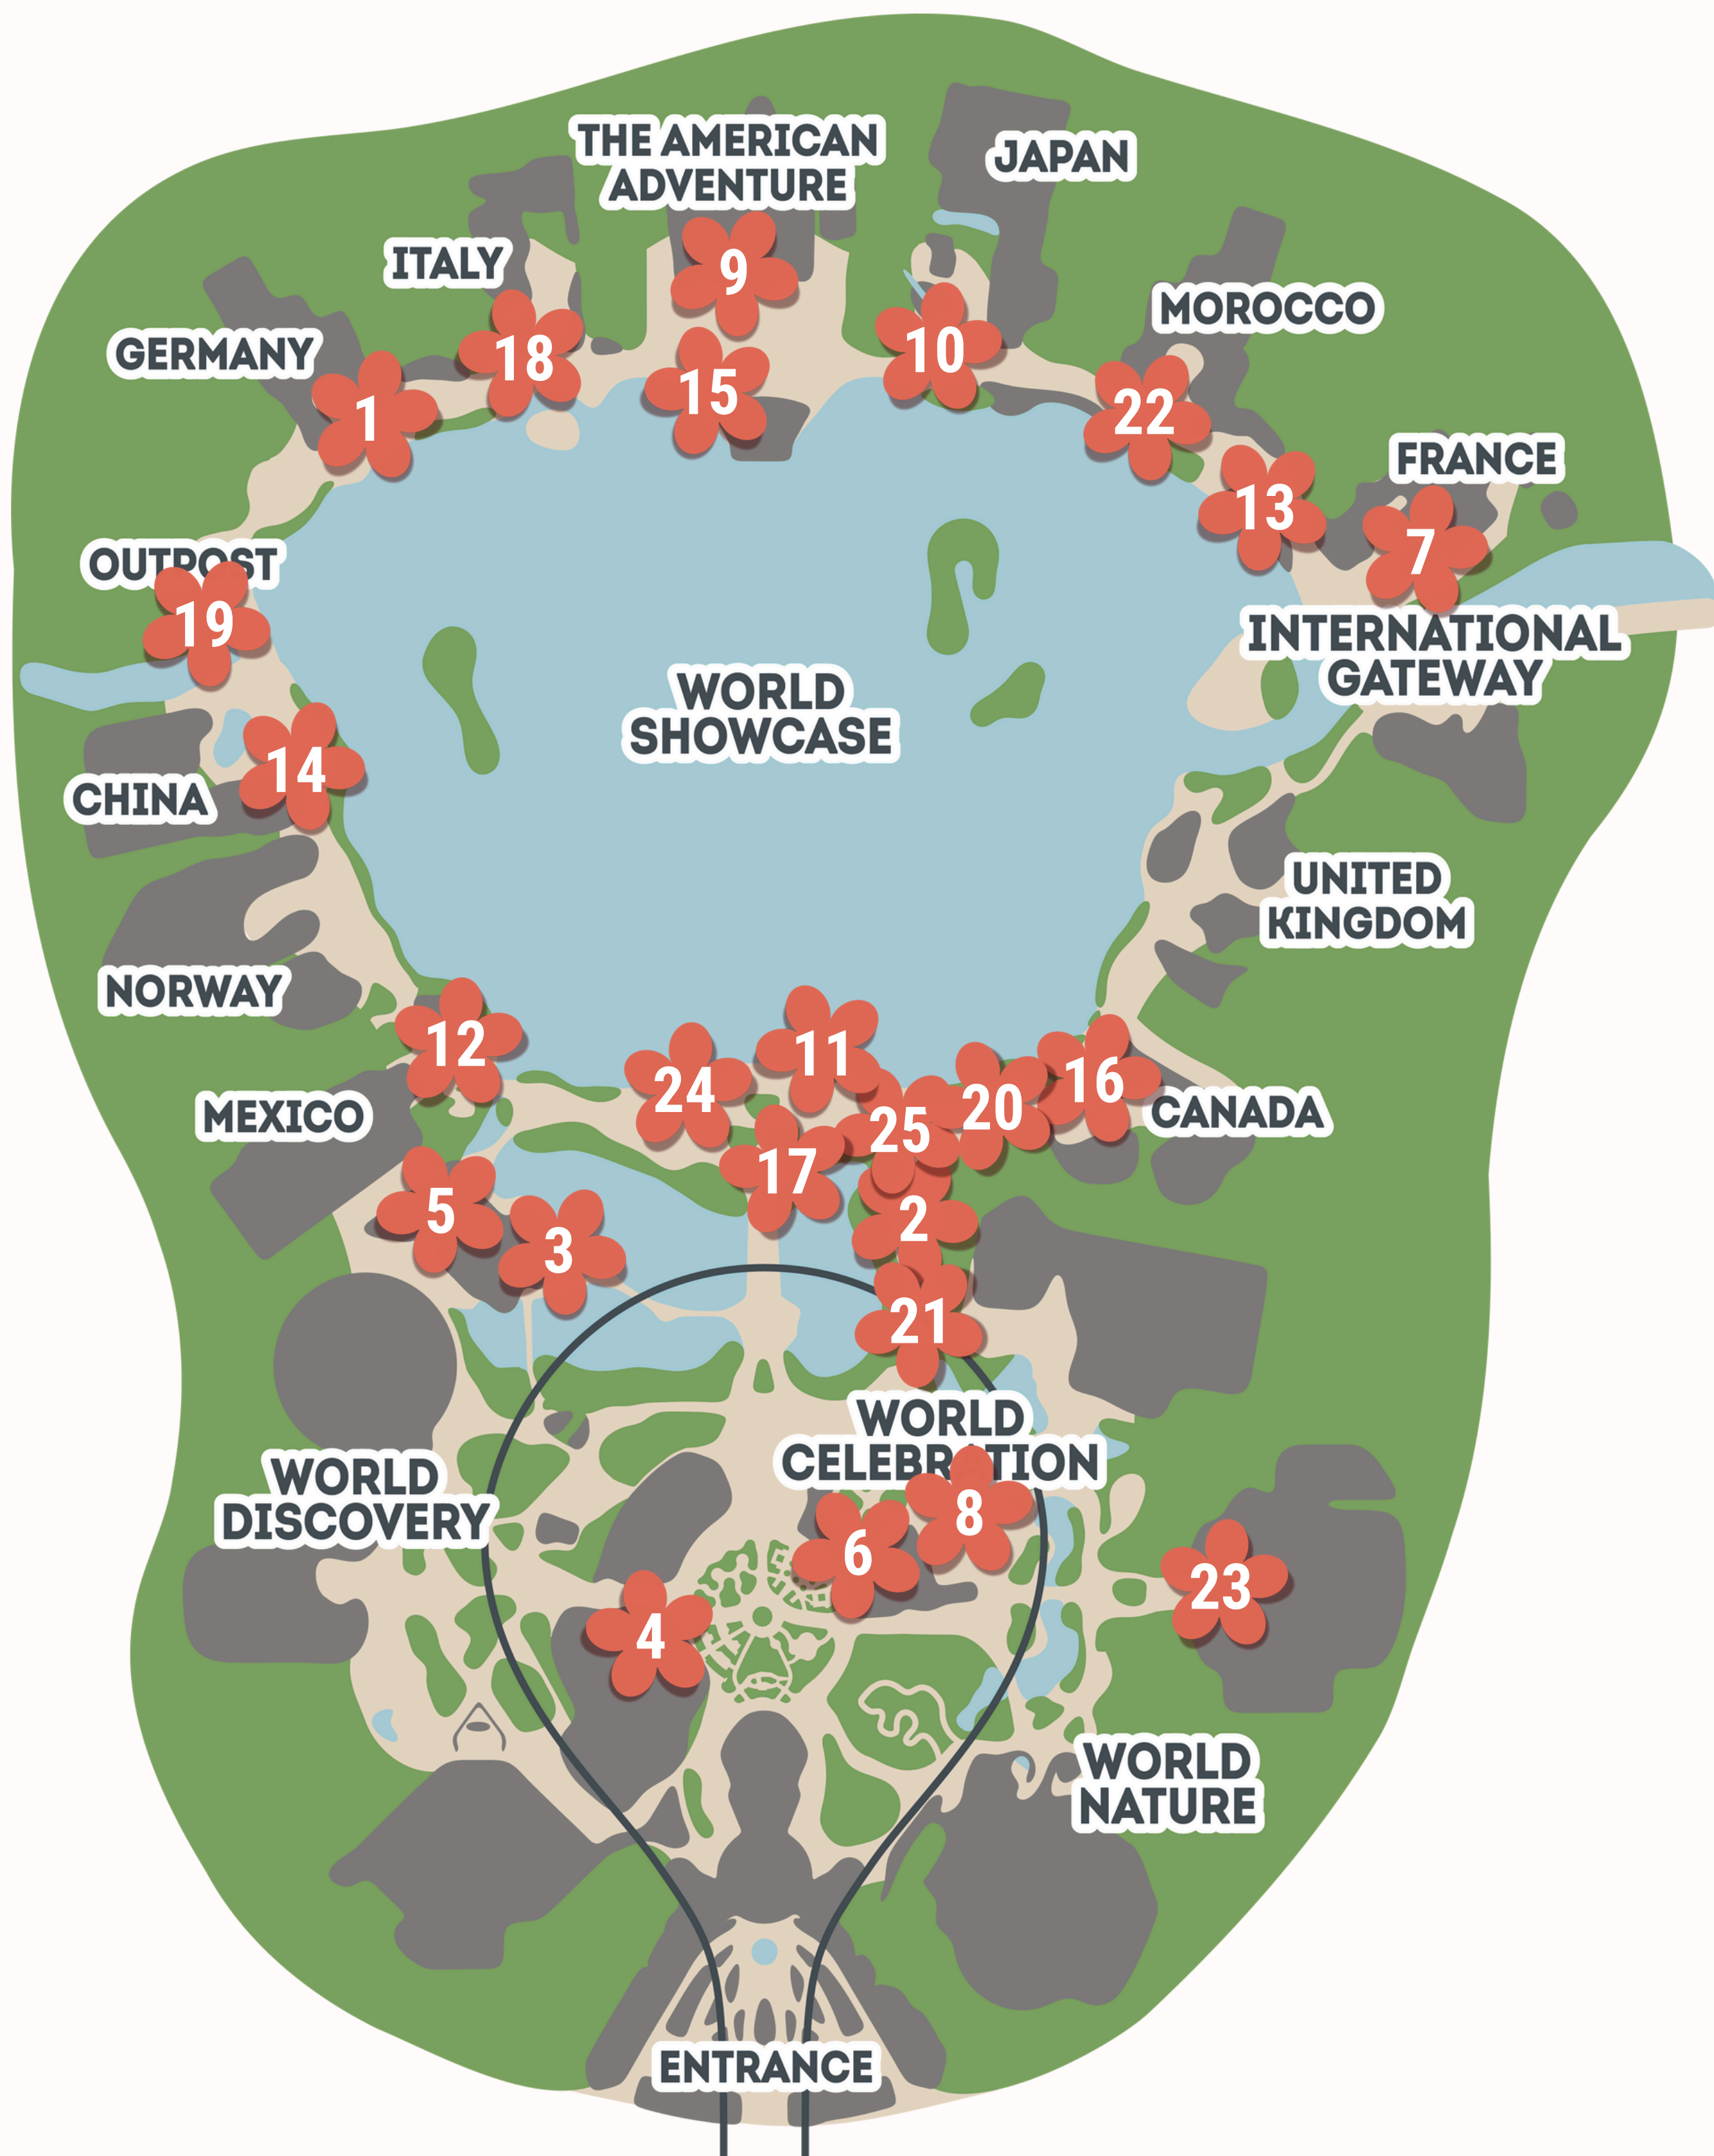 THE AMERICAN
ADVENTURE
JAPAN
ITALY
9
MOROCCO
GERMANY
18
10
15
1
22
FRANCE
13
7
OUTPOST
19
INTERNATIONAL
GATEWAY
WORLD
SHOWCASE
14
CHINA
UNITED
KINGDOM
NORWAY
12
11
24
16
20
MEXICO
CANADA
25
17
5
2
3
21
WORLD
CELEBRATION
WORLD
DISCOVERY
8
6
23
4
WORLD
NATURE
ENTRANCE